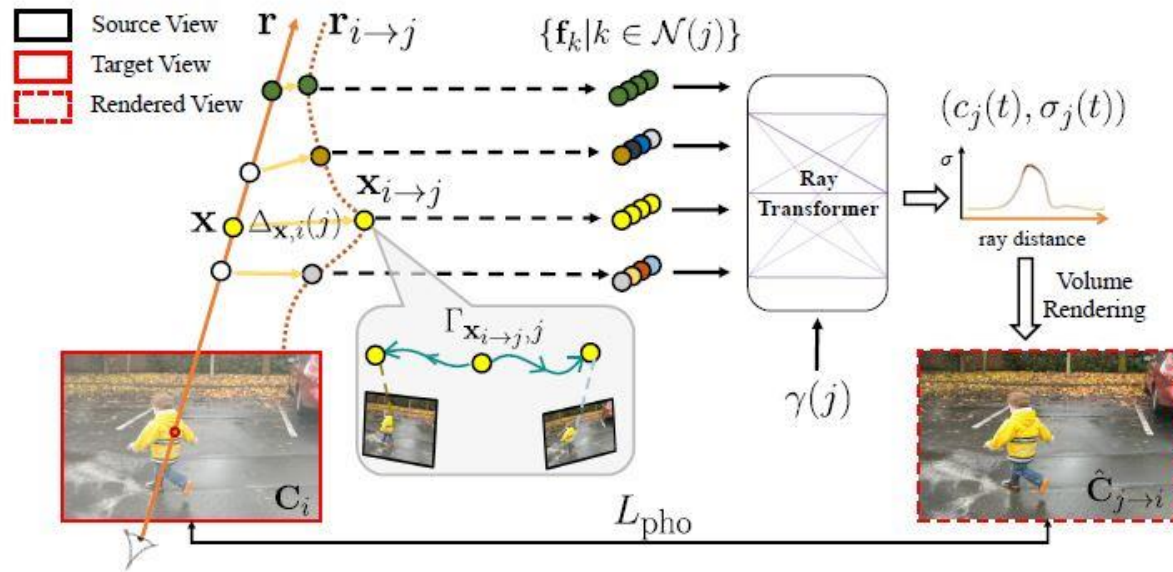 Source View
Target View
Rendered View
r
r_{i→j}
{f_k|k ∈ N(j)}
(c_j(t), σ_j(t))
σ
ray distance
Ray
Transformer
x_{i→j}
x
Δ_{x,i}(j)
Γ_{x_{i→j},j}
γ(j)
Volume
Rendering
C_i
Ĉ_{j→i}
L_pho